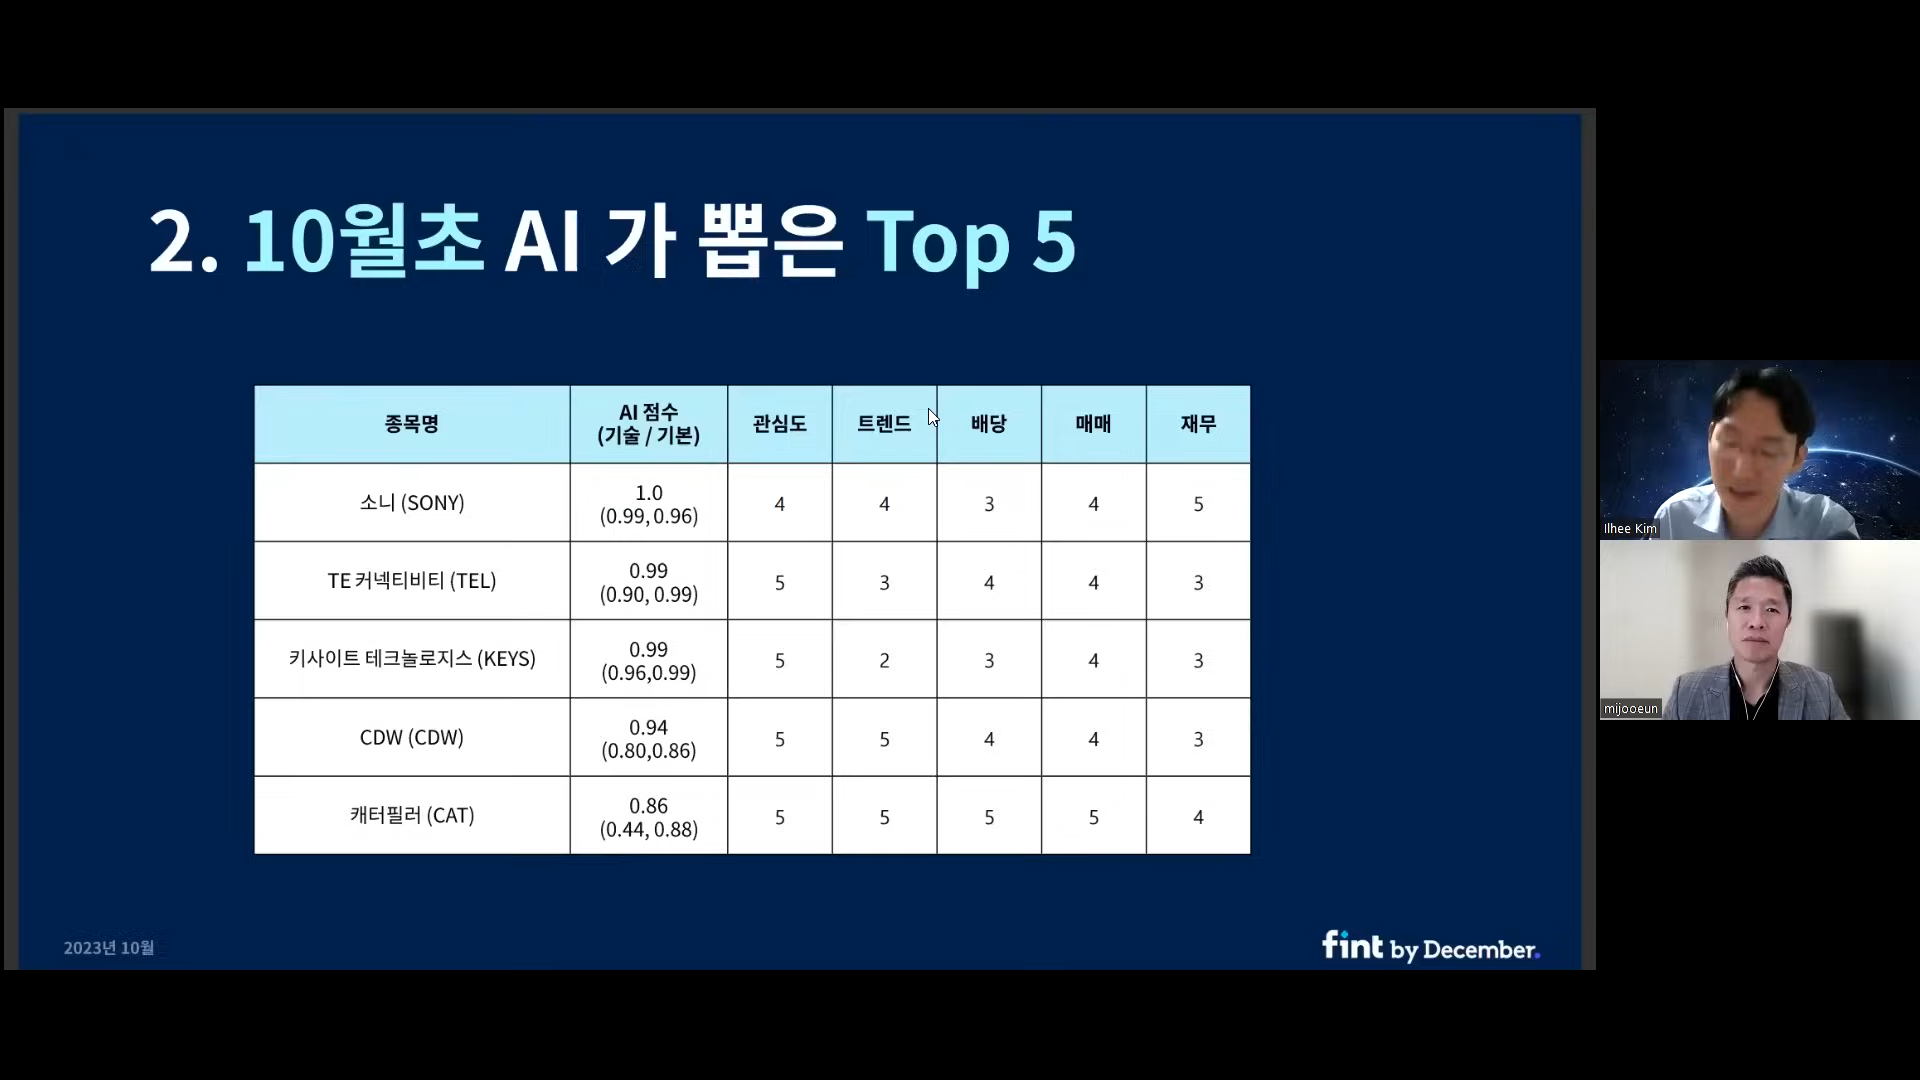 2. 10월초 AI 가 뽑은 Top 5
종목명 AI 점수 (기술 / 기본) 관심도 트렌드 배당 매매 재무
소니 (SONY) 1.0 (0.99, 0.96) 4 4 3 4 5
TE 커넥티비티 (TEL) 0.99 (0.90, 0.99) 5 3 4 4 3
키사이트 테크놀로지스 (KEYS) 0.99 (0.96,0.99) 5 2 3 4 3
CDW (CDW) 0.94 (0.80,0.86) 5 5 4 4 3
캐터필러 (CAT) 0.86 (0.44, 0.88) 5 5 5 5 4
2023년 10월
fint by December.
Ilhee Kim
mijooeun